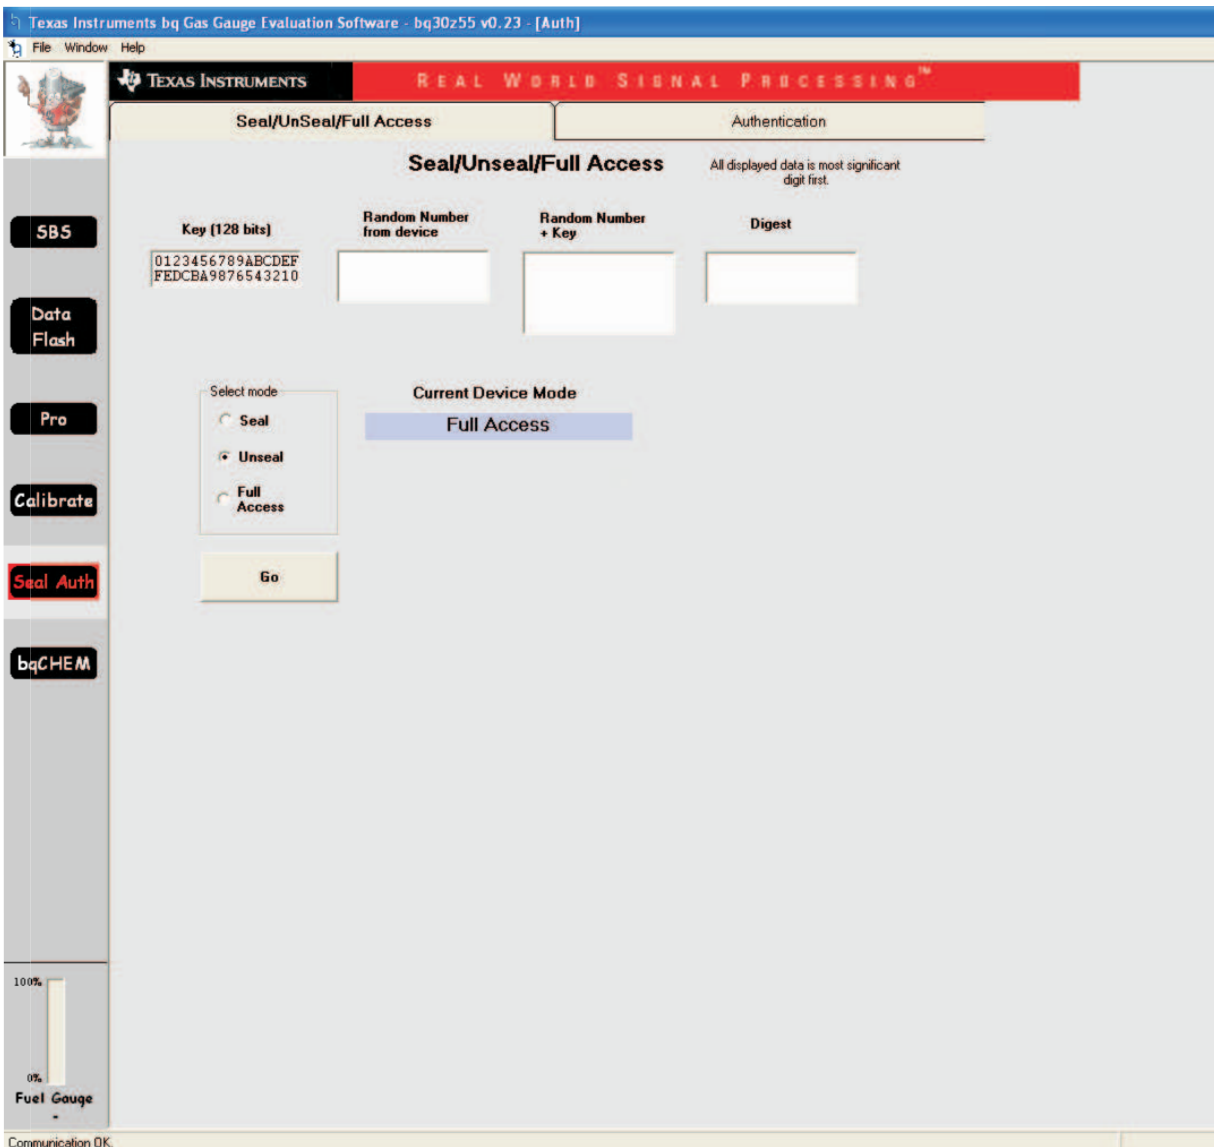 Texas Instruments bq Gas Gauge Evaluation Software - bq30z55 v0.23 - [Auth]
File Window Help
TEXAS INSTRUMENTS
REAL WORLD SIGNAL PROCESSING™
Seal/UnSeal/Full Access
Authentication
Seal/Unseal/Full Access
All displayed data is most significant
digit first.
SBS
Data
Flash
Pro
Calibrate
Seal Auth
bqCHEM
Key (128 bits)
Random Number
from device
Random Number
+ Key
Digest
0123456789ABCDEF
FEDCBA9876543210
Select mode
Seal
Unseal
Full
Access
Current Device Mode
Full Access
Go
100%
0%
Fuel Gauge
-
Communication OK.